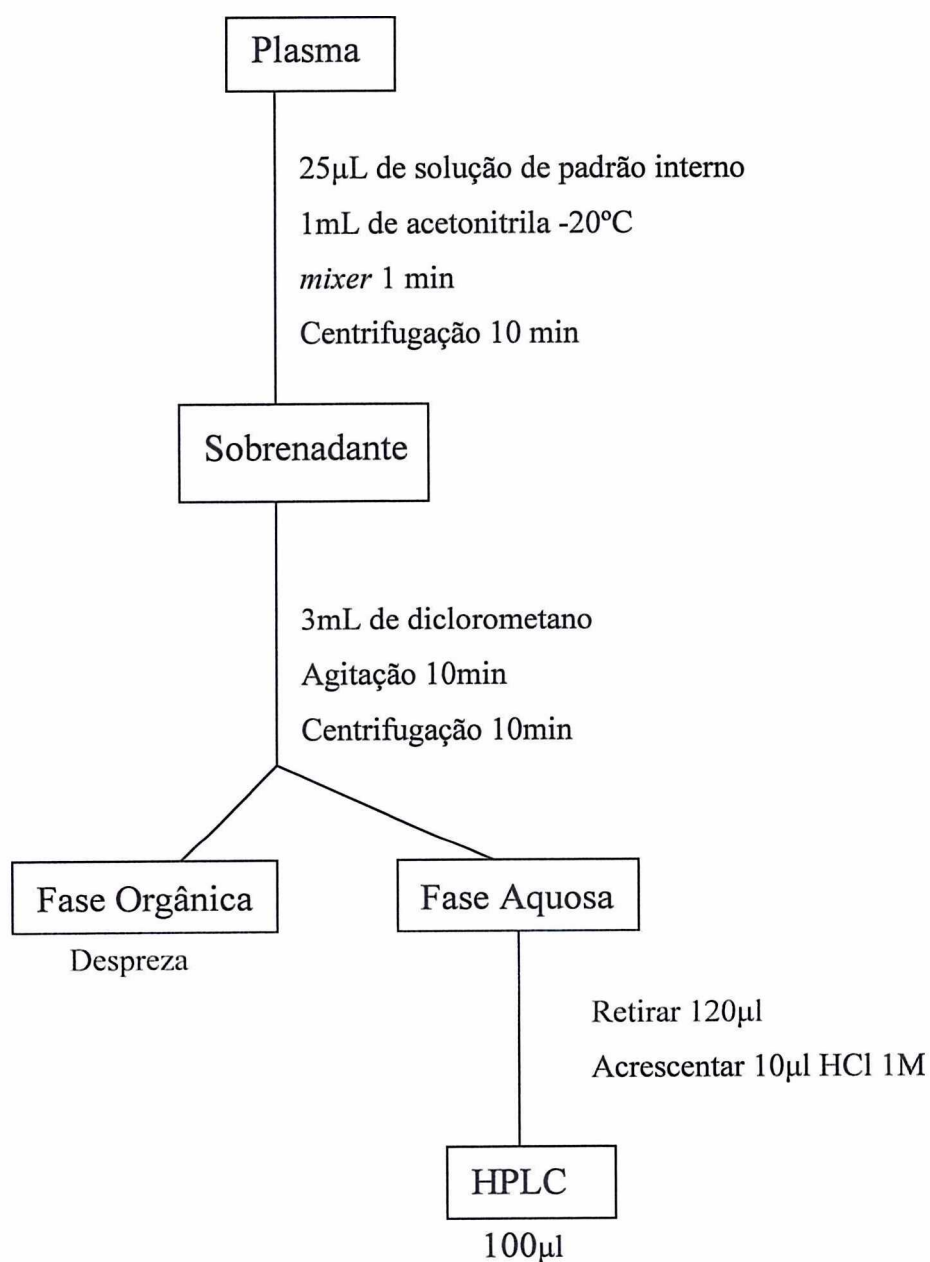 Plasma
25µL de solução de padrão interno
1mL de acetonitrila -20ºC
mixer 1 min
Centrifugação 10 min
Sobrenadante
3mL de diclorometano
Agitação 10min
Centrifugação 10min
Fase Orgânica
Despreza
Fase Aquosa
Retirar 120µl
Acrescentar 10µl HCl 1M
HPLC
100µl